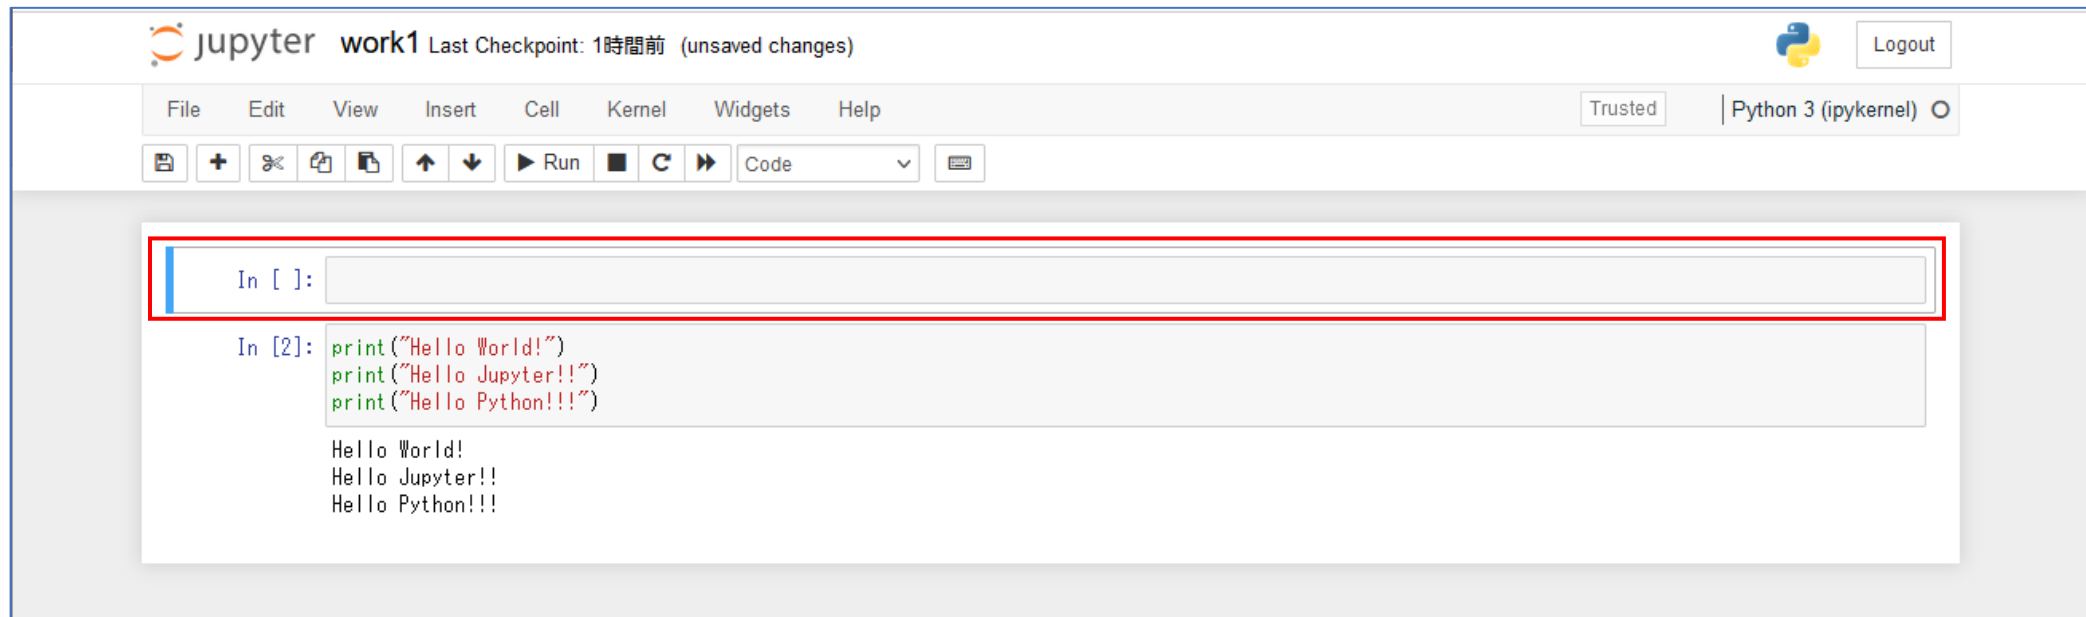 jupyter work1 Last Checkpoint: 1時間前 (unsaved changes) Logout
File Edit View Insert Cell Kernel Widgets Help Trusted Python 3 (ipykernel)
Run Code
In [ ]:
In [2]: print("Hello World!")
print("Hello Jupyter!!")
print("Hello Python!!!")
Hello World!
Hello Jupyter!!
Hello Python!!!